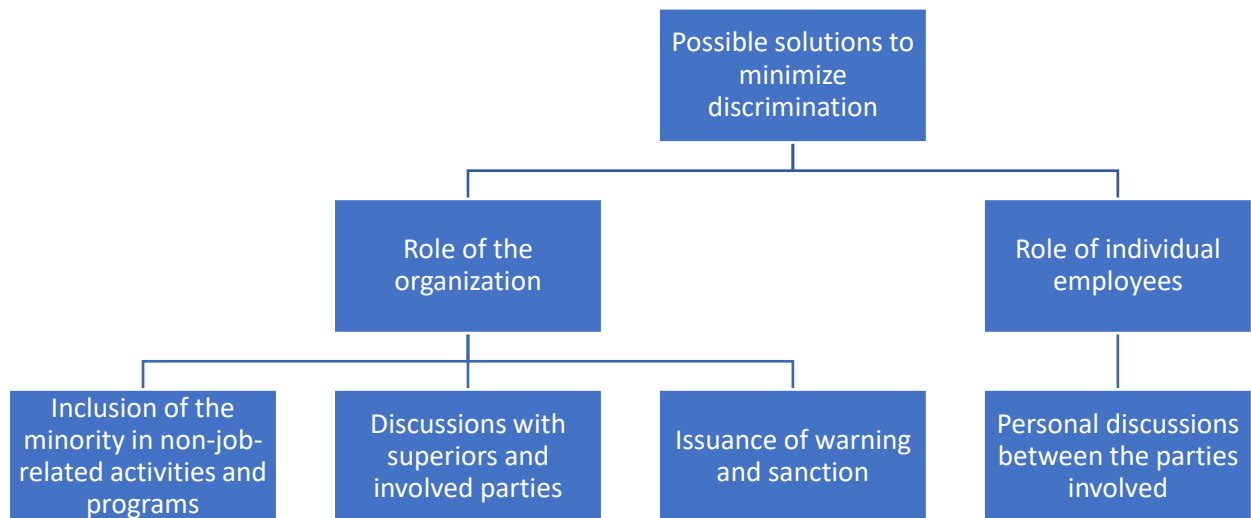 Possible solutions to
minimize
discrimination
Role of the
organization
Role of individual
employees
Inclusion of the
minority in non-job-
related activities and
programs
Discussions with
superiors and
involved parties
Issuance of warning
and sanction
Personal discussions
between the parties
involved